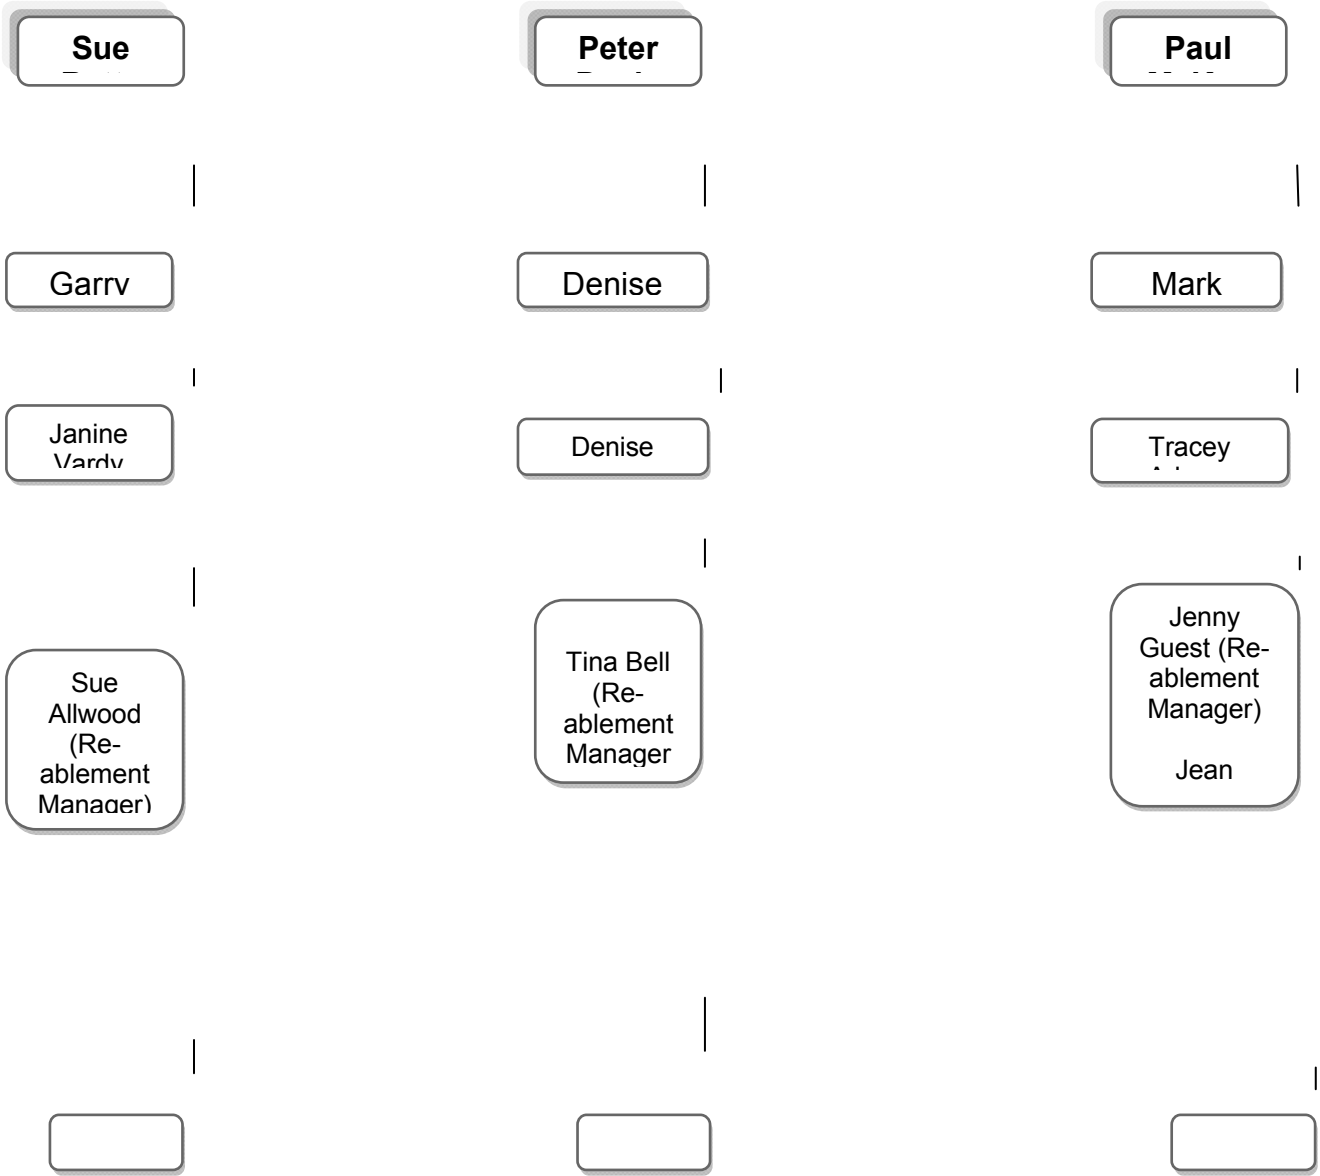 Sue
Peter
Paul
Garry
Denise
Mark
Janine
Vardy
Denise
Tracey
Sue
Allwood
(Re-
ablement
Manager)
Tina Bell
(Re-
ablement
Manager
Jenny
Guest (Re-
ablement
Manager)
Jean